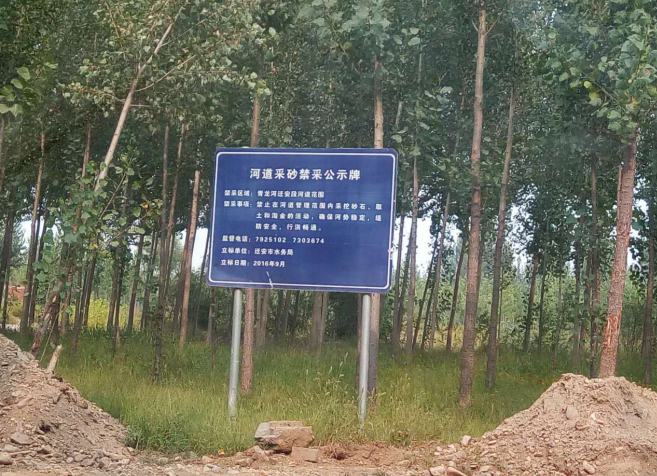 河道采砂禁采公示牌
禁采区域：青龙河迁安段河道范围
禁采事项：禁止在河道管理范围内采挖砂石、取
土和淘金的活动，确保河势稳定，堤
防安全，行洪畅通。
监督电话：7925102 7303674
立标单位：迁安市水务局
立标日期：2016年9月